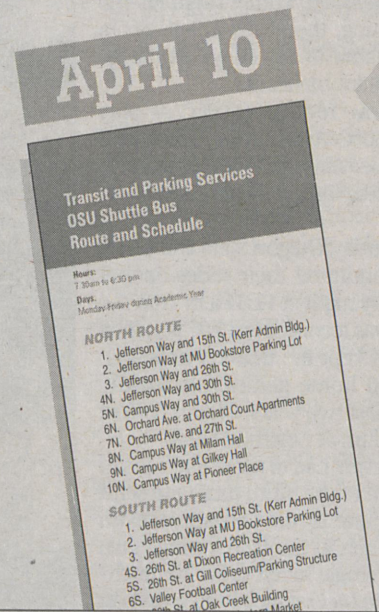 April 10
Transit and Parking Services
OSU Shuttle Bus
Route and Schedule
Hours:
7:30am to 6:30 pm
Days:
Monday-Friday during Academic Year
NORTH ROUTE
1. Jefferson Way and 15th St. (Kerr Admin Bldg.)
2. Jefferson Way at MU Bookstore Parking Lot
3. Jefferson Way and 26th St.
4N. Jefferson Way and 30th St.
5N. Campus Way and 30th St.
6N. Orchard Ave. at Orchard Court Apartments
7N. Orchard Ave. and 27th St.
8N. Campus Way at Milam Hall
9N. Campus Way at Gilkey Hall
10N. Campus Way at Pioneer Place
SOUTH ROUTE
1. Jefferson Way and 15th St. (Kerr Admin Bldg.)
2. Jefferson Way at MU Bookstore Parking Lot
3. Jefferson Way and 26th St.
4S. 26th St. at Dixon Recreation Center
5S. 26th St. at Gill Coliseum/Parking Structure
6S. Valley Football Center
St. at Oak Creek Building
Market